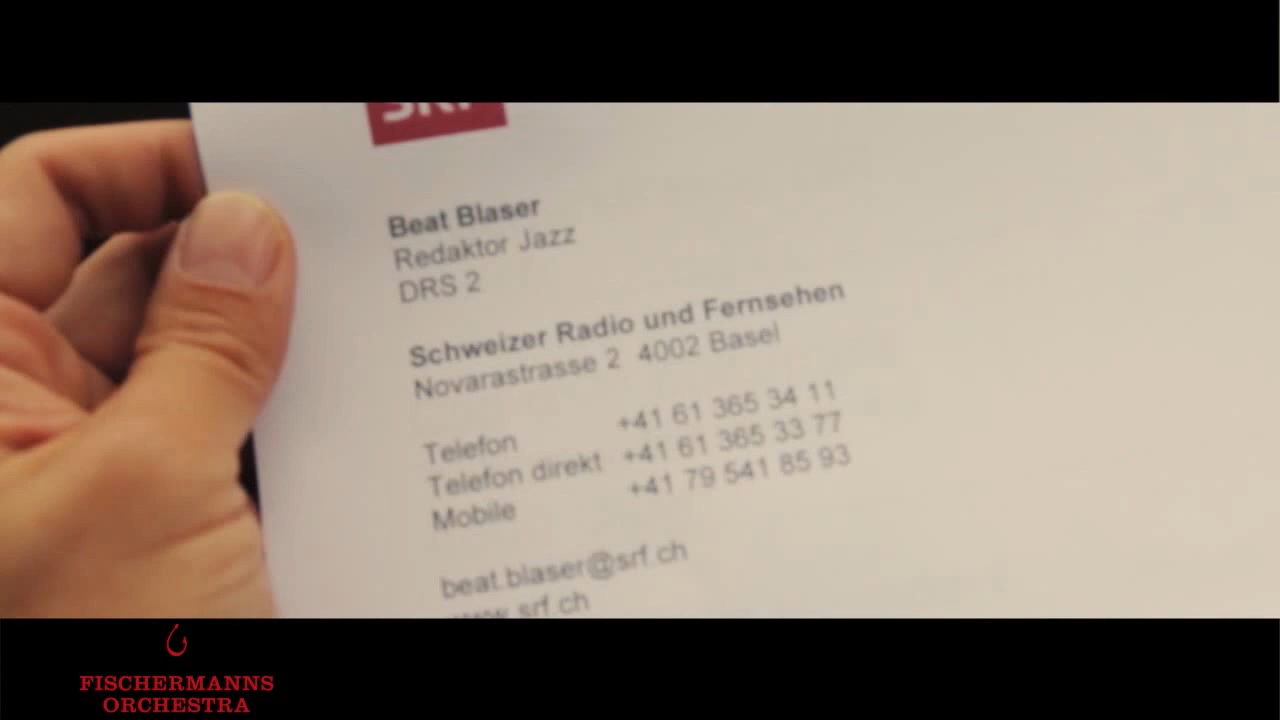 SRF
Beat Blaser
Redaktor Jazz
DRS 2
Schweizer Radio und Fernsehen
Novarastrasse 2 4002 Basel
Telefon +41 61 365 34 11
Telefon direkt +41 61 365 33 77
Mobile +41 79 541 85 93
beat.blaser@srf.ch
www.srf.ch
FISCHERMANNS
ORCHESTRA